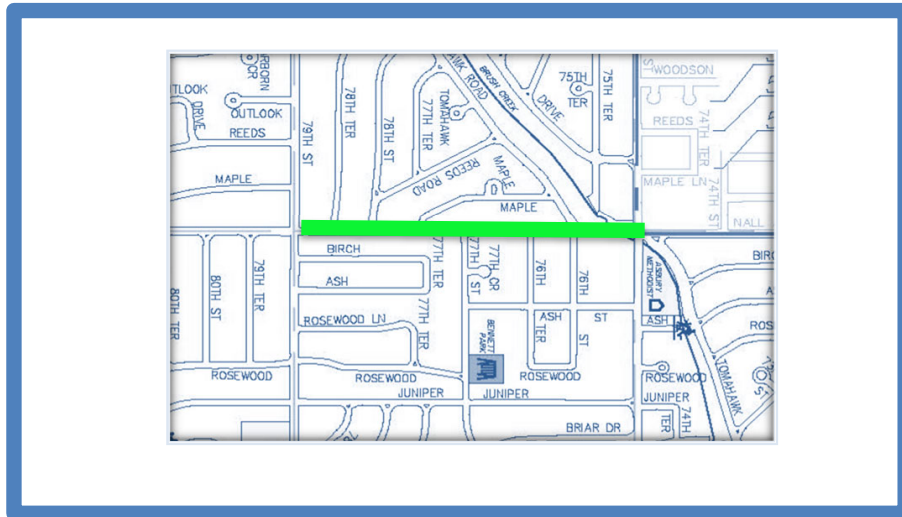 WOODSON
75TH
TER
75TH TER
BRUSH CREEK
DRIVE
OUTLOOK
DRIVE
OUTLOOK
REEDS
79TH ST
78TH TER
78TH ST
TOMAHAWK
77TH TER
REEDS
74TH TER
REEDS ROAD
MAPLE
MAPLE
MAPLE
MAPLE LN
74TH ST
NALL
BIRCH
77TH TER
77TH ST
77TH CR
76TH
76TH
ASBURY METHODIST
ASH
80TH TER
80TH ST
79TH TER
ROSEWOOD LN
77TH TER
BENNETT PARK
ASH
ST
TER
ST
ASH
ROSEWOOD
ROSEWOOD
ROSEWOOD
ROSEWOOD
TOMAHAWK
JUNIPER
JUNIPER
JUNIPER
74TH TER
BRIAR DR